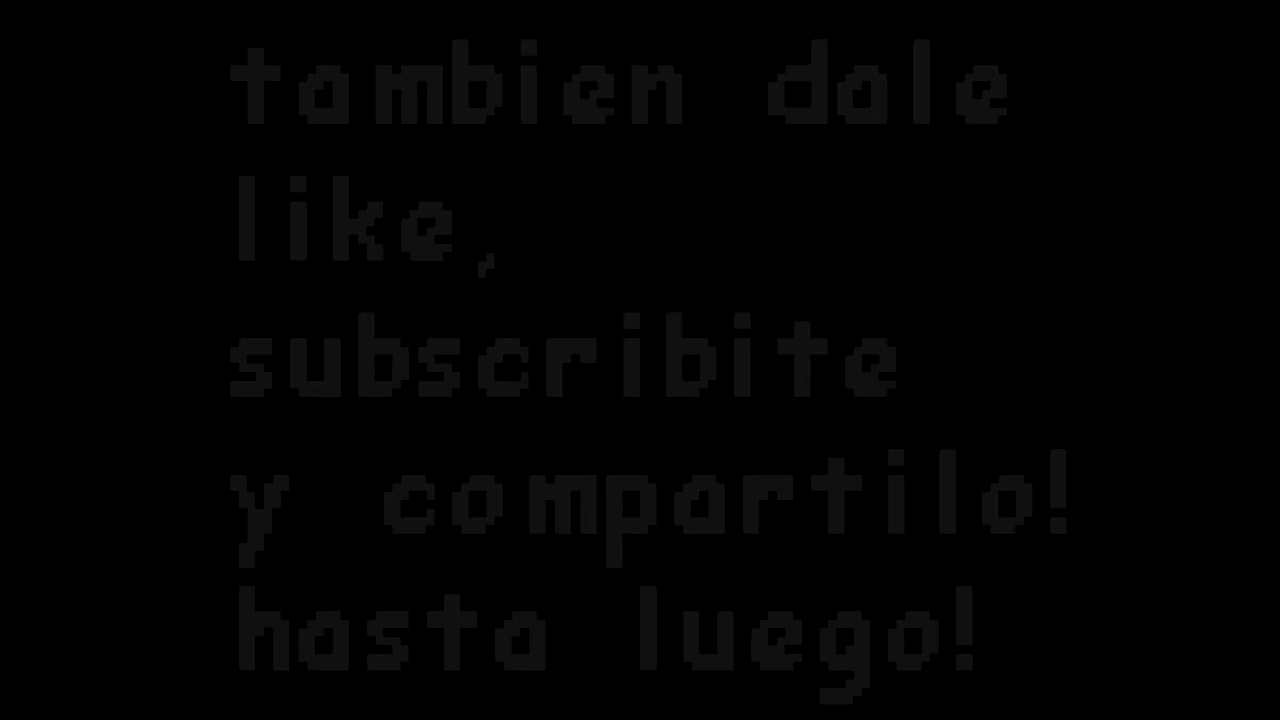 tambien dale
like,
subscribite
y compartilo!
hasta luego!